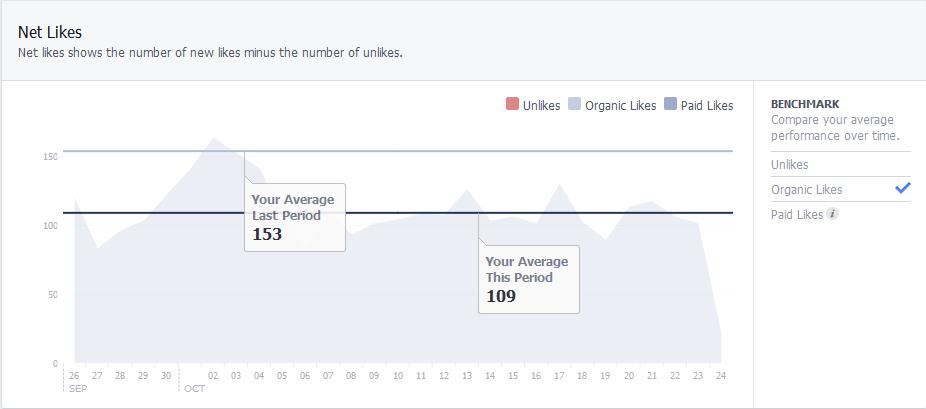 Net Likes
Net likes shows the number of new likes minus the number of unlikes.
Unlikes Organic Likes Paid Likes
BENCHMARK
Compare your average
performance over time.
Unlikes
Organic Likes
Paid Likes i
150
100
50
0
Your Average
Last Period
153
Your Average
This Period
109
26 27 28 29 30 02 03 04 05 06 07 08 09 10 11 12 13 14 15 16 17 18 19 20 21 22 23 24
SEP OCT